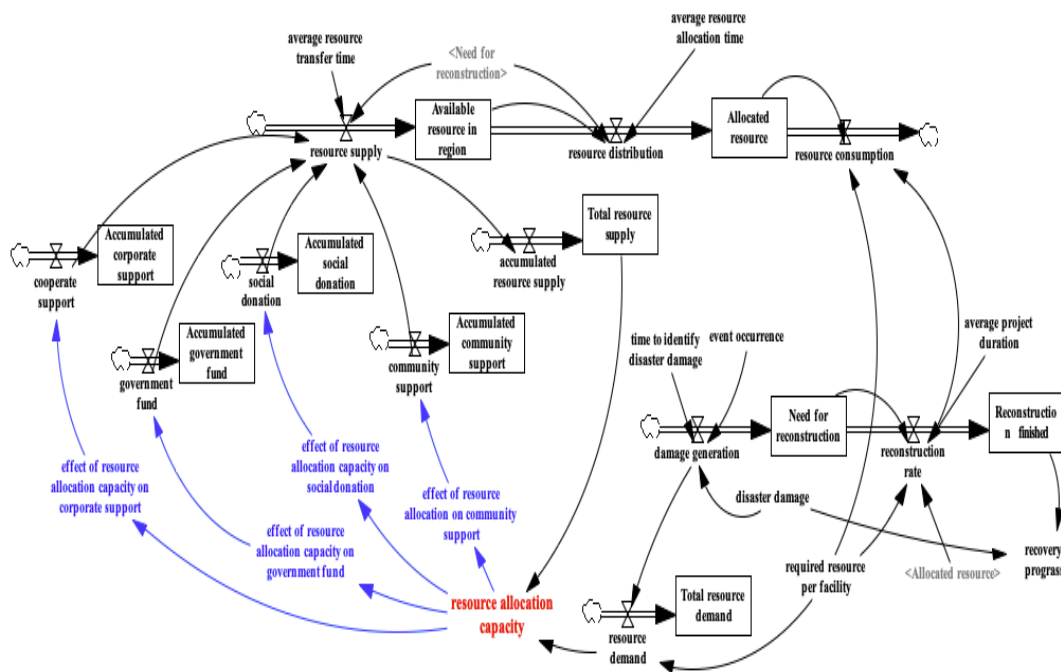 average resource
transfer time
<Need for
reconstruction>
average resource
allocation time
Available
resource in
region
Allocated
resource
resource supply
resource distribution
resource consumption
Accumulated
corporate
support
cooperate
support
Accumulated
social
donation
social
donation
Total resource
supply
accumulated
resource supply
Accumulated
government
fund
government
fund
Accumulated
community
support
community
support
time to identify
disaster damage
event occurrence
average project
duration
Need for
reconstruction
Reconstructio
n finished
damage generation
reconstruction
rate
effect of resource
allocation capacity on
corporate support
effect of resource
allocation capacity on
social donation
effect of resource
allocation on community
support
disaster damage
effect of resource
allocation capacity on
government fund
required resource
per facility
<Allocated resource>
recovery
prograss
resource allocation
capacity
Total resource
demand
resource
demand